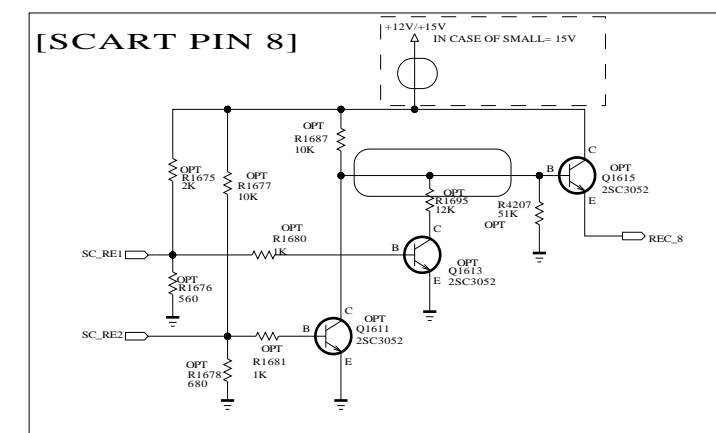 [SCART PIN 8]
+12V/+15V
IN CASE OF SMALL= 15V
OPT
R1687
10K
OPT
R1675
2K
OPT
R1677
10K
C
B
OPT
Q1615
2SC3052
E
OPT
R1695
12K
R4207
51K
OPT
REC_8
OPT
R1680
1K
SC_RE1
C
B
OPT
Q1613
2SC3052
E
OPT
R1676
560
C
OPT
Q1611
2SC3052
B
E
SC_RE2
OPT
R1681
1K
OPT
R1678
680